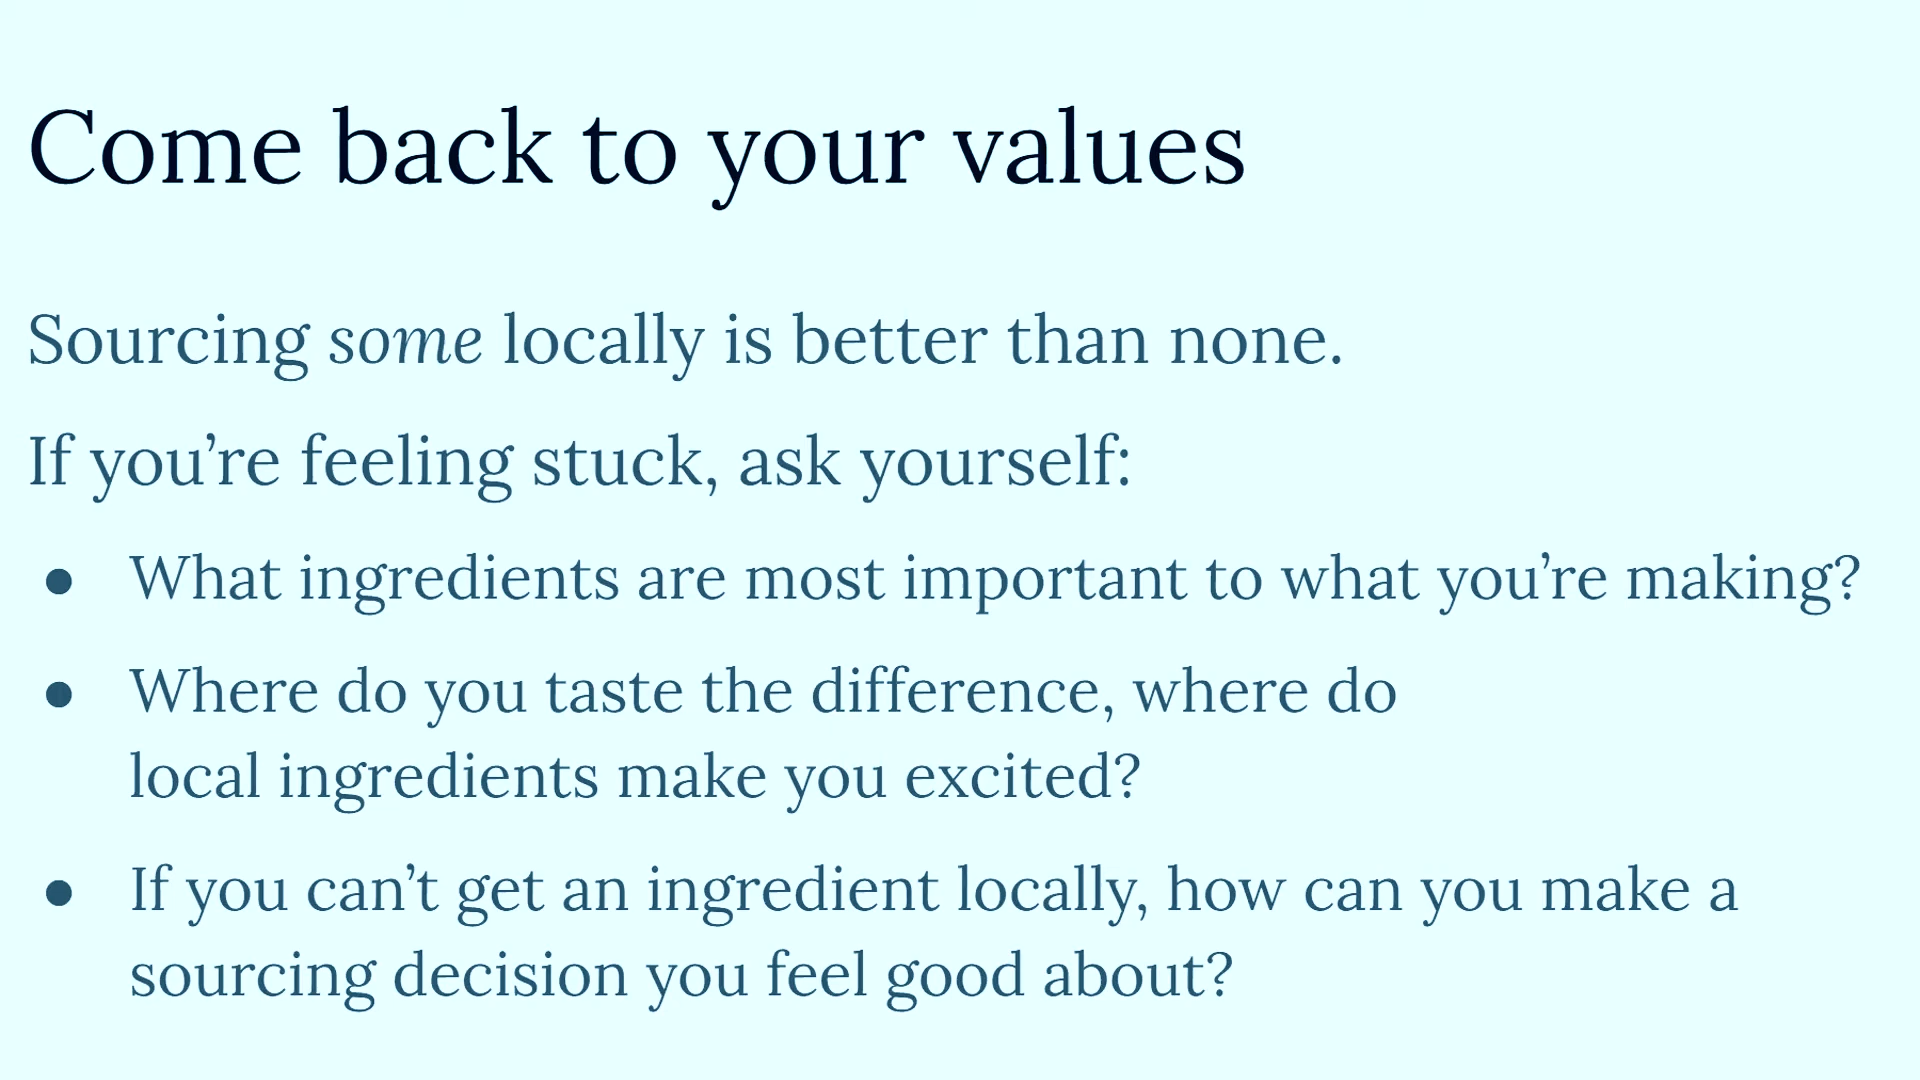 Come back to your values
Sourcing some locally is better than none.
If you’re feeling stuck, ask yourself:
● What ingredients are most important to what you’re making?
● Where do you taste the difference, where do
local ingredients make you excited?
● If you can’t get an ingredient locally, how can you make a
sourcing decision you feel good about?